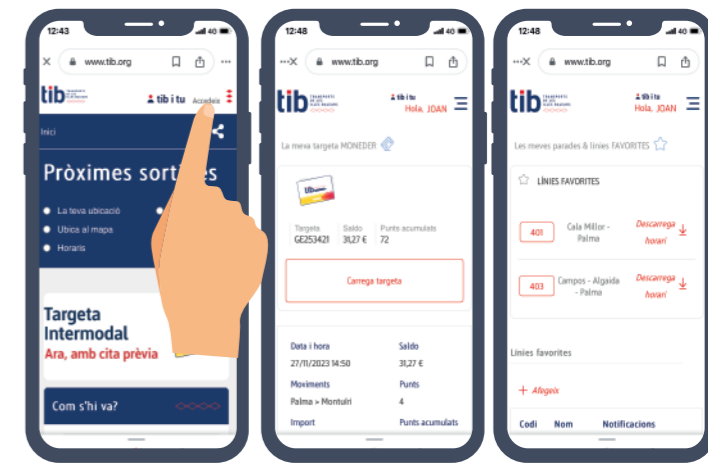 12:43
4G
www.tib.org
tib
tib i tu
Accedeix
Inici
Pròximes sortides
La teva ubicació
Ubica al mapa
Horaris
Targeta
Intermodal
Ara, amb cita prèvia
Com s'hi va?
12:48
4G
www.tib.org
tib
tib i tu
Hola, JOAN
La meva targeta MONEDER
tib
Targeta Saldo Punts acumulats
GE253421 31,27 € 72
Carrega targeta
Data i hora Saldo
27/11/2023 14:50 31,27 €
Moviments Punts
Palma > Montuïri 4
Import Punts acumulats
12:48
4G
www.tib.org
tib
tib i tu
Hola, JOAN
Les meves parades & línies FAVORITES
LÍNIES FAVORITES
401 Cala Millor -
Palma
Descarrega
horari
403 Campos - Algaida
- Palma
Descarrega
horari
Línies favorites
+ Afegeix
Codi Nom Notificacions